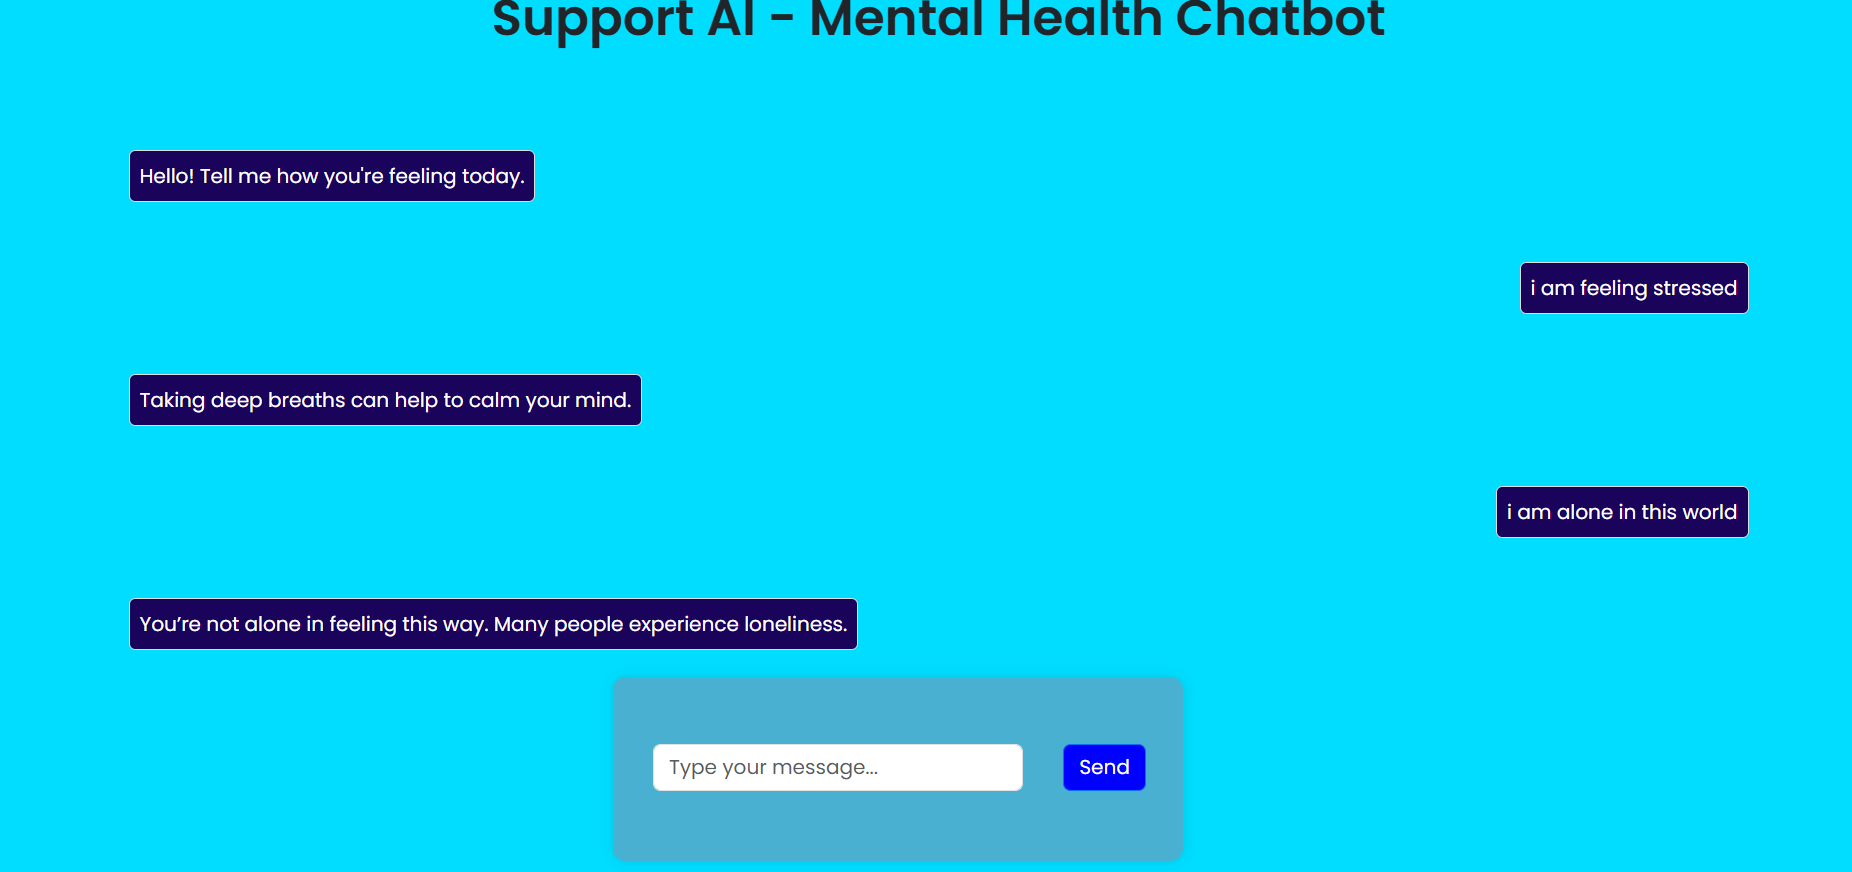 Support AI - Mental Health Chatbot
Hello! Tell me how you're feeling today.
i am feeling stressed
Taking deep breaths can help to calm your mind.
i am alone in this world
You’re not alone in feeling this way. Many people experience loneliness.
Type your message...
Send